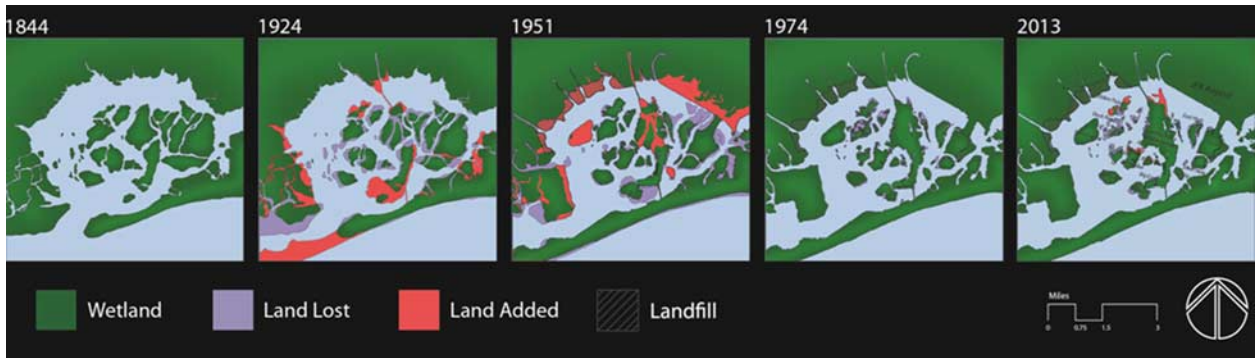 1844
1924
1951
1974
2013
Wetland
Land Lost
Land Added
Landfill
Miles
0 0.75 1.5 3